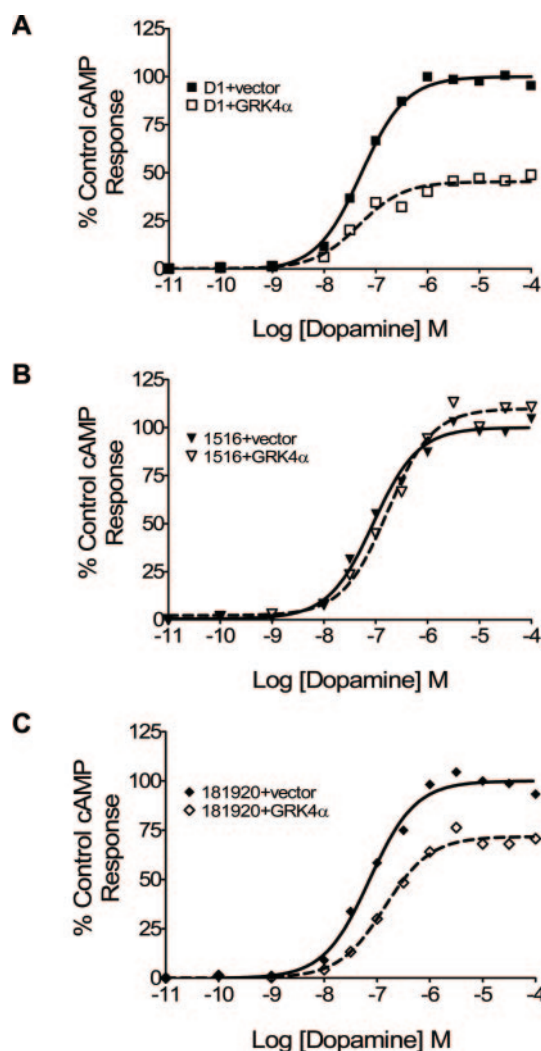 A
% Control cAMP
Response
125
100
75
50
25
0
D1+vector
D1+GRK4α
-11 -10 -9 -8 -7 -6 -5 -4
Log [Dopamine] M
B
% Control cAMP
Response
125
100
75
50
25
0
1516+vector
1516+GRK4α
-11 -10 -9 -8 -7 -6 -5 -4
Log [Dopamine] M
C
% Control cAMP
Response
125
100
75
50
25
0
181920+vector
181920+GRK4α
-11 -10 -9 -8 -7 -6 -5 -4
Log [Dopamine] M